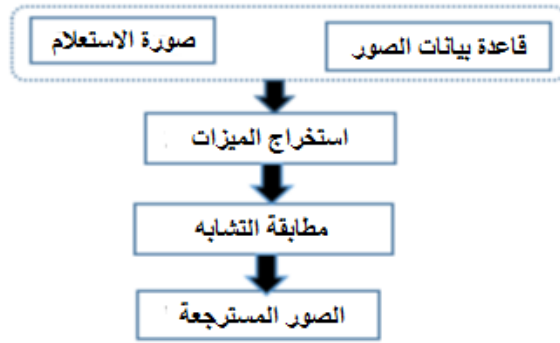 قاعدة بيانات الصور
صورة الاستعلام
استخراج الميزات
مطابقة التشابه
الصور المسترجعة